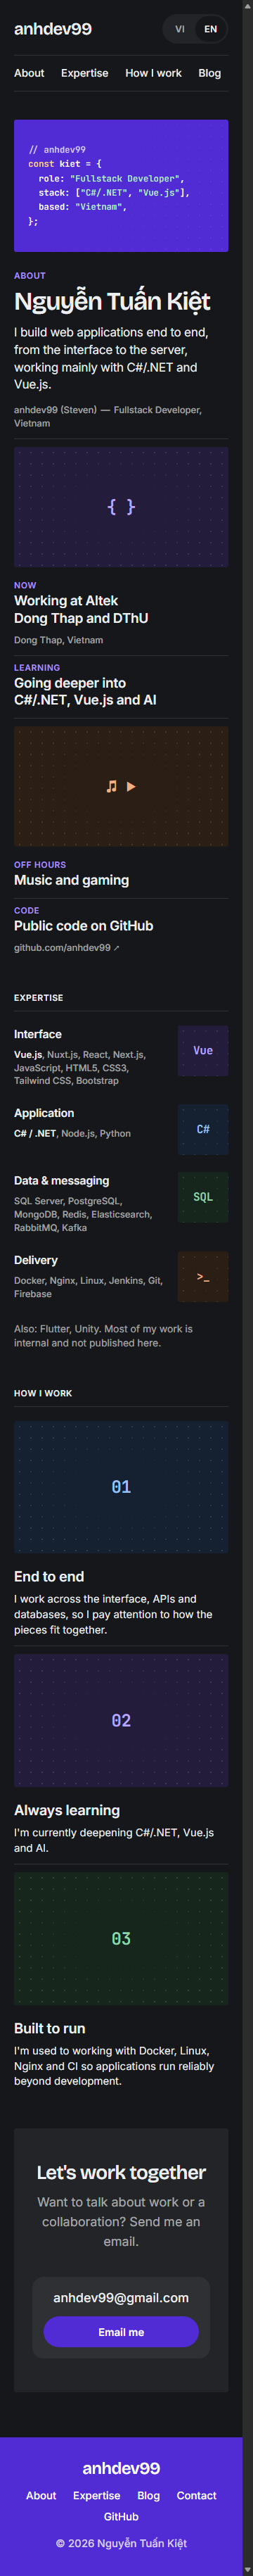 anhdev99
VI EN
About Expertise How I work Blog
// anhdev99
const kiet = {
role: "Fullstack Developer",
stack: ["C#/.NET", "Vue.js"],
based: "Vietnam",
};
ABOUT
Nguyễn Tuấn Kiệt
I build web applications end to end,
from the interface to the server,
working mainly with C#/.NET and
Vue.js.
anhdev99 (Steven) — Fullstack Developer,
Vietnam
{ }
NOW
Working at Altek
Dong Thap and DThU
Dong Thap, Vietnam
LEARNING
Going deeper into
C#/.NET, Vue.js and AI
♫ ▶
OFF HOURS
Music and gaming
CODE
Public code on GitHub
github.com/anhdev99 ↗
EXPERTISE
Interface
Vue.js, Nuxt.js, React, Next.js,
JavaScript, HTML5, CSS3,
Tailwind CSS, Bootstrap
Vue
Application
C# / .NET, Node.js, Python
C#
Data & messaging
SQL Server, PostgreSQL,
MongoDB, Redis, Elasticsearch,
RabbitMQ, Kafka
SQL
Delivery
Docker, Nginx, Linux, Jenkins, Git,
Firebase
>_
Also: Flutter, Unity. Most of my work is
internal and not published here.
HOW I WORK
01
End to end
I work across the interface, APIs and
databases, so I pay attention to how the
pieces fit together.
02
Always learning
I'm currently deepening C#/.NET, Vue.js
and AI.
03
Built to run
I'm used to working with Docker, Linux,
Nginx and CI so applications run reliably
beyond development.
Let's work together
Want to talk about work or a
collaboration? Send me an
email.
anhdev99@gmail.com
Email me
anhdev99
About Expertise Blog Contact
GitHub
© 2026 Nguyễn Tuấn Kiệt